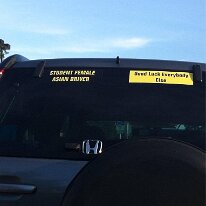 STUDENT FEMALE
ASIAN DRIVER
Good Luck Everybody
Else